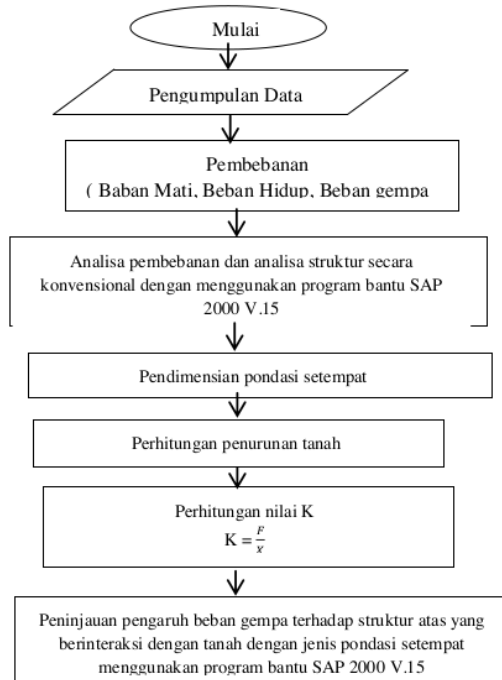 Mulai
Pengumpulan Data
Pembebanan
( Baban Mati, Beban Hidup, Beban gempa
Analisa pembebanan dan analisa struktur secara
konvensional dengan menggunakan program bantu SAP
2000 V.15
Pendimensian pondasi setempat
Perhitungan penurunan tanah
Perhitungan nilai K
K = F/X
Peninjauan pengaruh beban gempa terhadap struktur atas yang
berinteraksi dengan tanah dengan jenis pondasi setempat
menggunakan program bantu SAP 2000 V.15